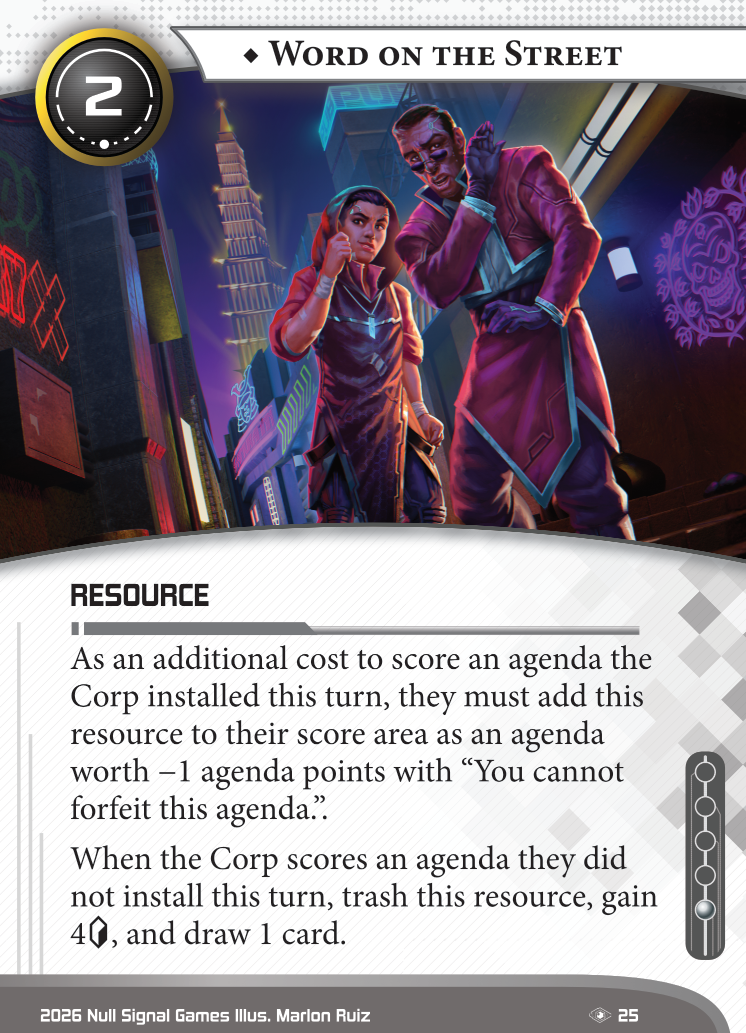 ◆ Word on the Street
2
RESOURCE
As an additional cost to score an agenda the
Corp installed this turn, they must add this
resource to their score area as an agenda
worth −1 agenda points with “You cannot
forfeit this agenda.”.
When the Corp scores an agenda they did
not install this turn, trash this resource, gain
4, and draw 1 card.
2026 Null Signal Games Illus. Marlon Ruiz
25